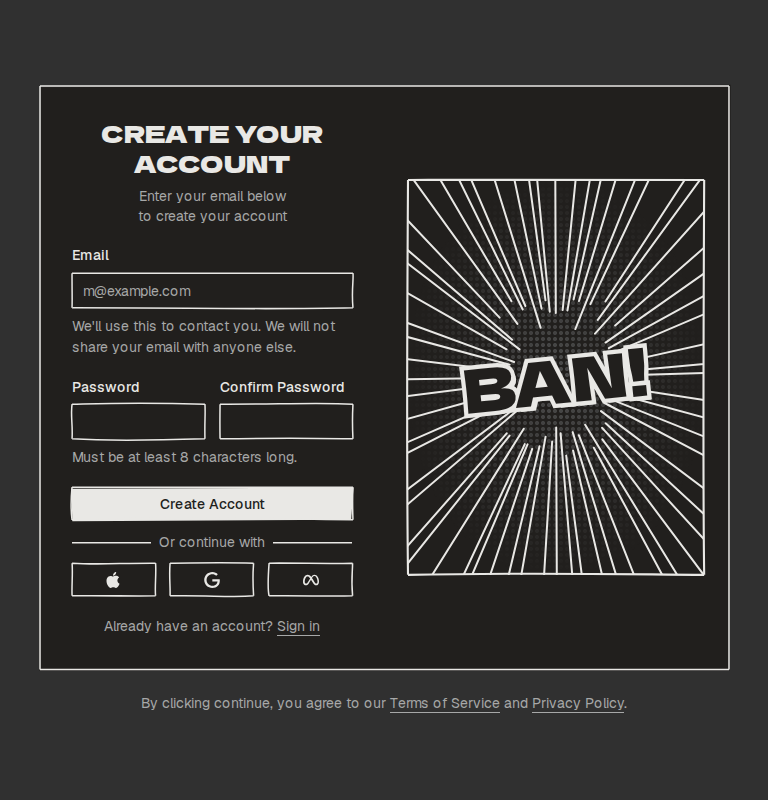 CREATE YOUR
ACCOUNT
Enter your email below
to create your account
Email
m@example.com
We'll use this to contact you. We will not
share your email with anyone else.
Password
Confirm Password
Must be at least 8 characters long.
Create Account
Or continue with
Already have an account? Sign in
BAN!
By clicking continue, you agree to our Terms of Service and Privacy Policy.